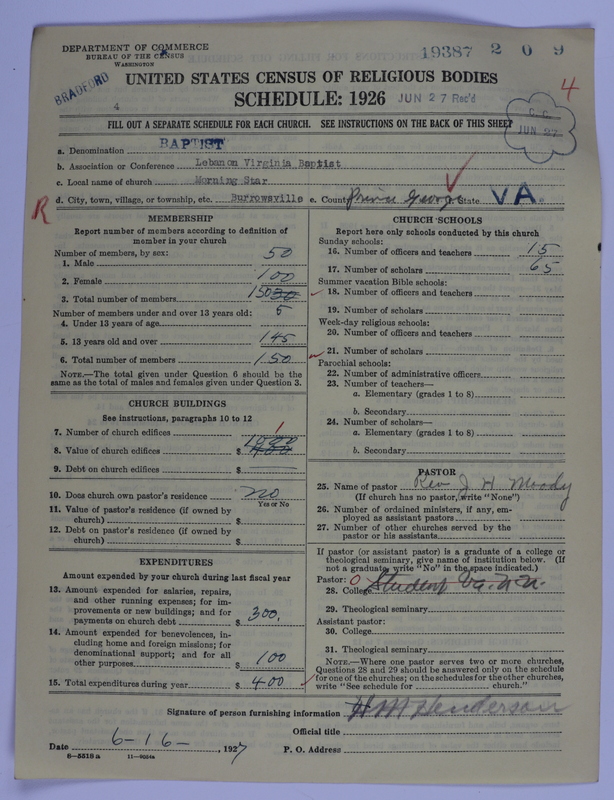 DEPARTMENT OF COMMERCE
BUREAU OF THE CENSUS
WASHINGTON
19387 209
BRADFORD
UNITED STATES CENSUS OF RELIGIOUS BODIES
4
SCHEDULE: 1926 JUN 27 Rec'd
4
C. C.
JUN 27
FILL OUT A SEPARATE SCHEDULE FOR EACH CHURCH. SEE INSTRUCTIONS ON THE BACK OF THIS SHEET
a. Denomination BAPTIST
b. Association or Conference Lebanon Virginia Baptist
c. Local name of church Morning Star
R d. City, town, village, or township, etc. Burrowsville e. County Prince George State VA.
MEMBERSHIP
Report number of members according to definition of
member in your church
Number of members, by sex:
1. Male 50
2. Female 100
3. Total number of members 150
Number of members under and over 13 years old:
4. Under 13 years of age 5
5. 13 years old and over 145
6. Total number of members 150
NOTE.—The total given under Question 6 should be the
same as the total of males and females given under Question 3.
CHURCH BUILDINGS
See instructions, paragraphs 10 to 12
7. Number of church edifices 1
8. Value of church edifices $
9. Debt on church edifices $
10. Does church own pastor's residence no
Yes or No
11. Value of pastor's residence (if owned by
church) $
12. Debt on pastor's residence (if owned by
church) $
EXPENDITURES
Amount expended by your church during last fiscal year
13. Amount expended for salaries, repairs,
and other running expenses; for im-
provements or new buildings; and for
payments on church debt $ 300.
14. Amount expended for benevolences, in-
cluding home and foreign missions; for
denominational support; and for all
other purposes $ 100
15. Total expenditures during year $ 400
CHURCH SCHOOLS
Report here only schools conducted by this church
Sunday schools:
16. Number of officers and teachers 15
17. Number of scholars 65
Summer vacation Bible schools:
18. Number of officers and teachers
19. Number of scholars
Week-day religious schools:
20. Number of officers and teachers
21. Number of scholars
Parochial schools:
22. Number of administrative officers
23. Number of teachers—
a. Elementary (grades 1 to 8)
b. Secondary
24. Number of scholars—
a. Elementary (grades 1 to 8)
b. Secondary
PASTOR
25. Name of pastor Rev J H Moody
(If church has no pastor, write "None")
26. Number of ordained ministers, if any, em-
ployed as assistant pastors
27. Number of other churches served by the
pastor or his assistants
If pastor (or assistant pastor) is a graduate of a college or
theological seminary, give name of institution below. (If
not a graduate, write "No" in the space indicated.)
Pastor: O
28. College Student Va.
29. Theological seminary
Assistant pastor:
30. College
31. Theological seminary
NOTE.—Where one pastor serves two or more churches,
Questions 28 and 29 should be answered only on the schedule
for one of the churches; on the schedules for the other churches,
write "See schedule for church."
Signature of person furnishing information H M Henderson
Official title
Date 6-16-, 1927 P. O. Address
8-5518 a